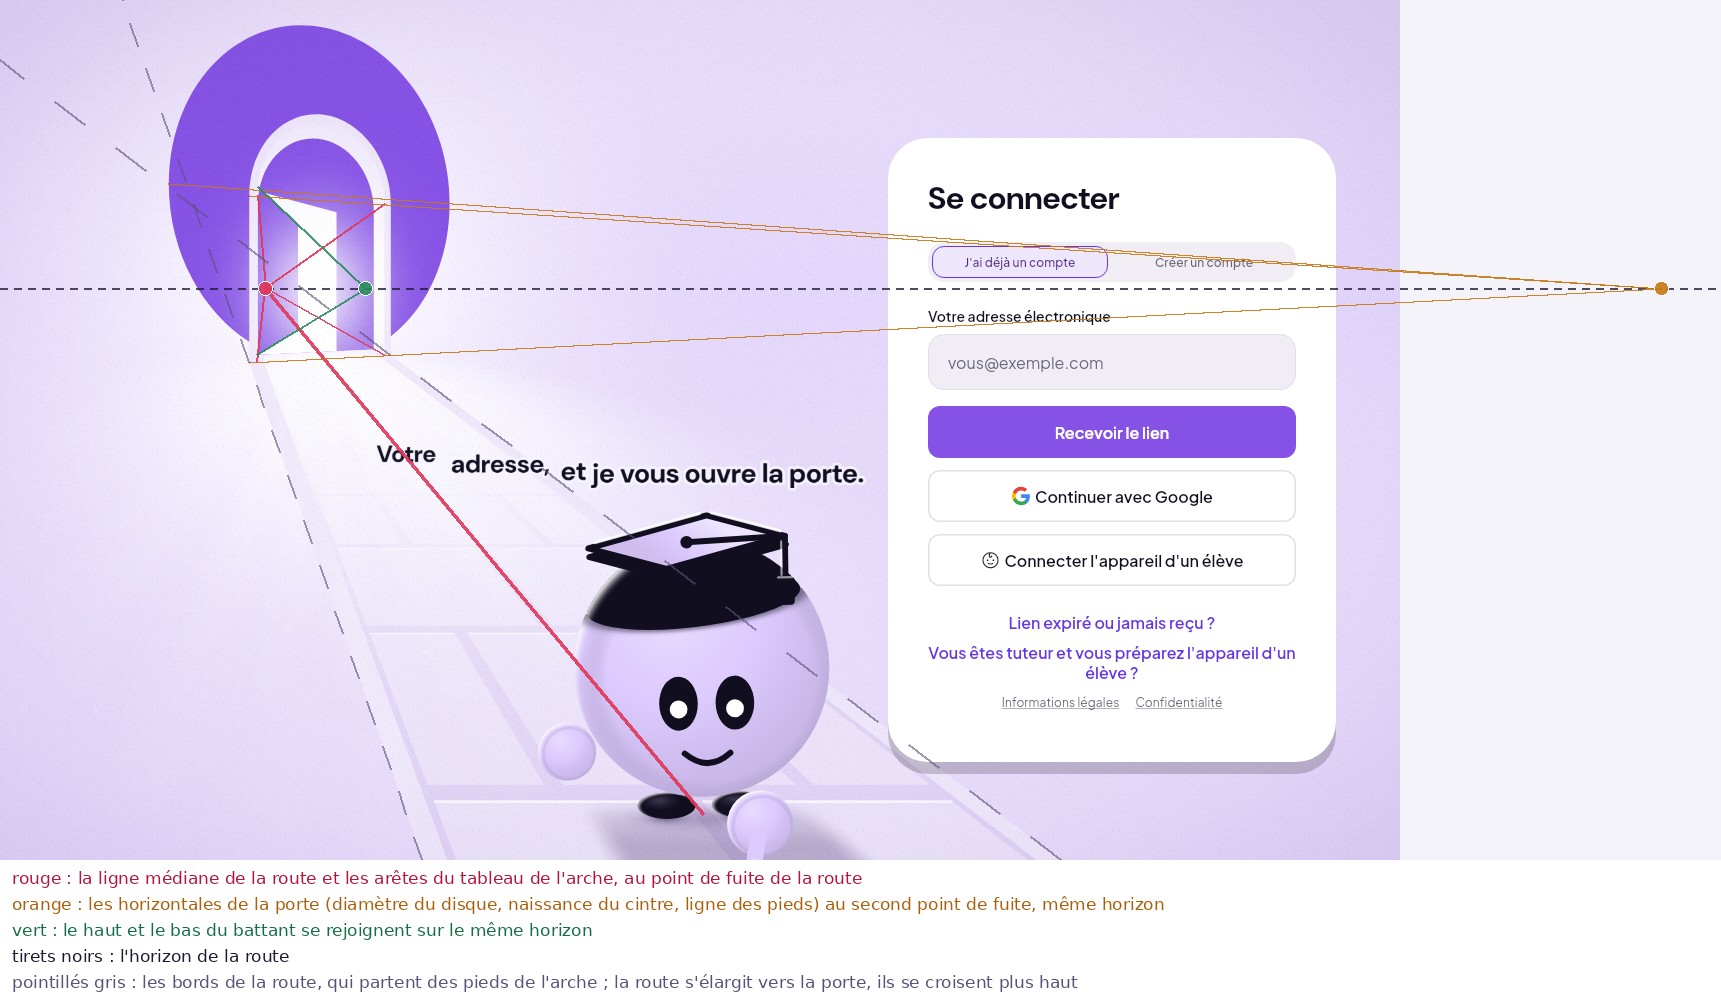 Se connecter
J'ai déjà un compte
Créer un compte
Votre adresse électronique
vous@exemple.com
Recevoir le lien
Continuer avec Google
Connecter l'appareil d'un élève
Lien expiré ou jamais reçu ?
Vous êtes tuteur et vous préparez l'appareil d'un
élève ?
Informations légales Confidentialité
Votre adresse, et je vous ouvre la porte.
rouge : la ligne médiane de la route et les arêtes du tableau de l'arche, au point de fuite de la route
orange : les horizontales de la porte (diamètre du disque, naissance du cintre, ligne des pieds) au second point de fuite, même horizon
vert : le haut et le bas du battant se rejoignent sur le même horizon
tirets noirs : l'horizon de la route
pointillés gris : les bords de la route, qui partent des pieds de l'arche ; la route s'élargit vers la porte, ils se croisent plus haut